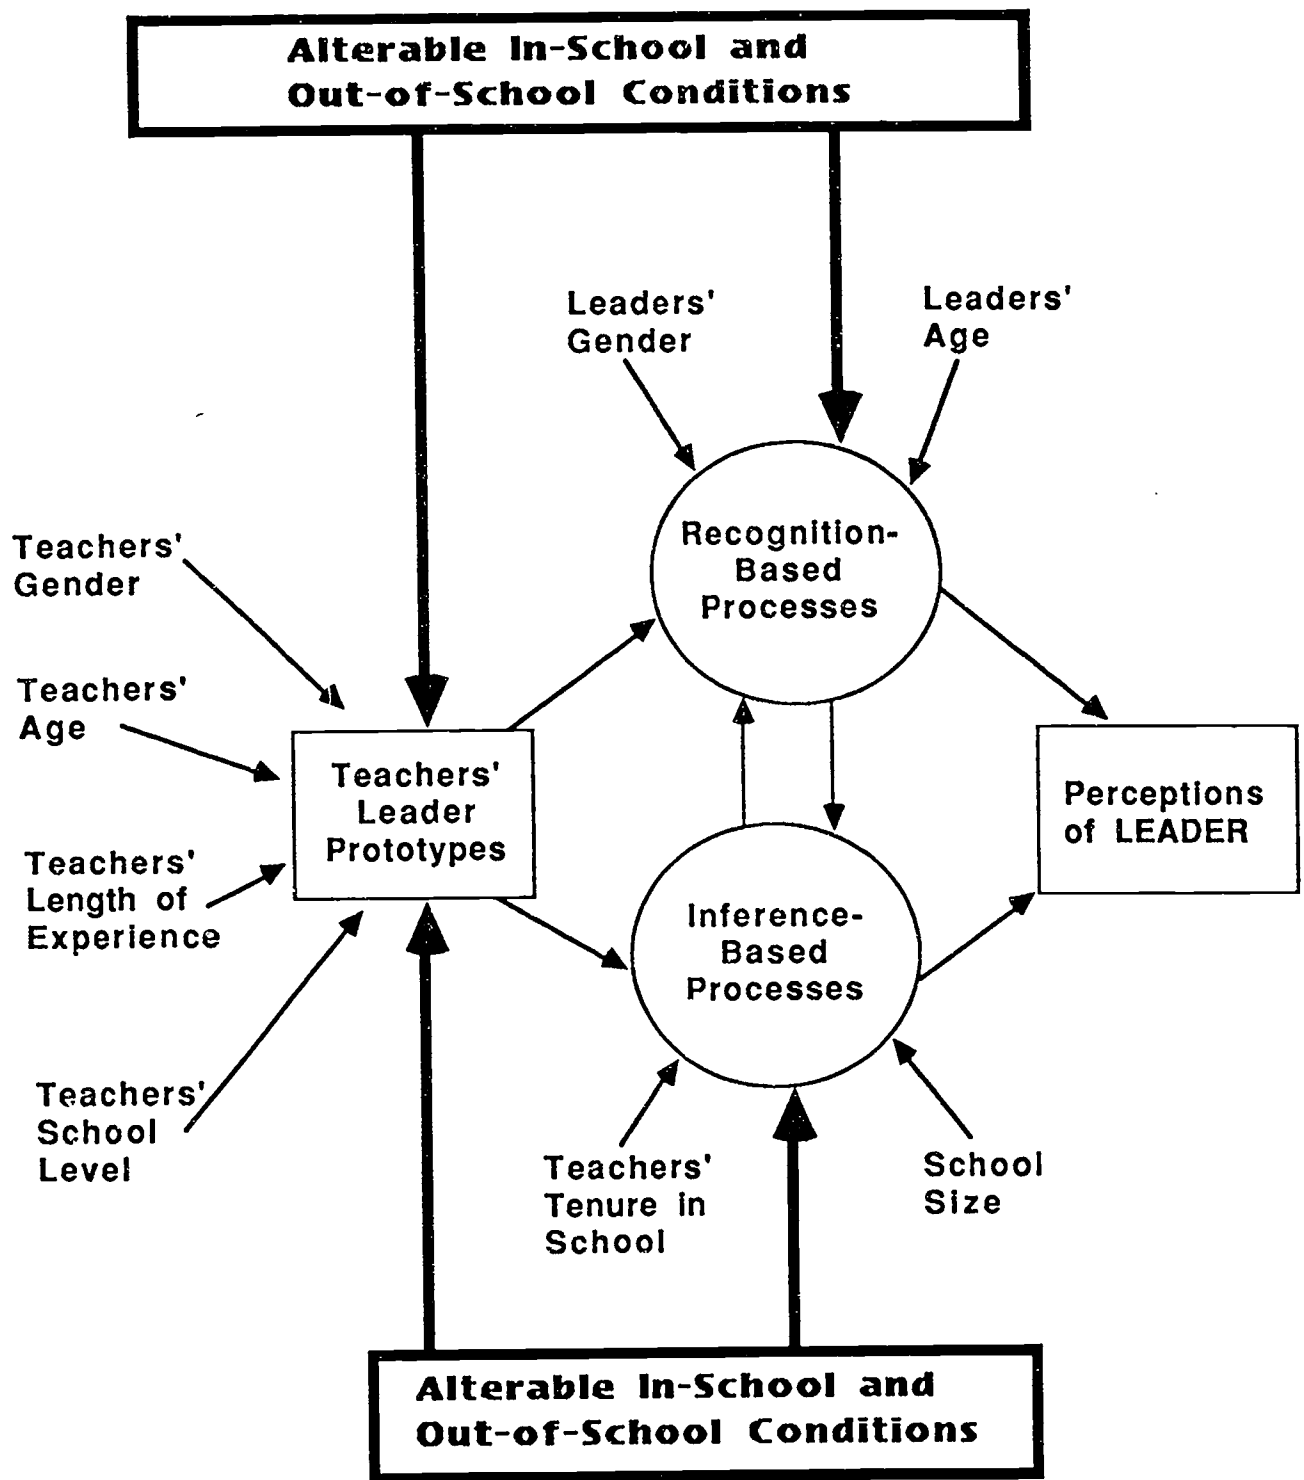 Alterable In-School and
Out-of-School Conditions
Leaders'
Gender
Leaders'
Age
Recognition-
Based
Processes
Teachers'
Gender
Teachers'
Age
Teachers'
Leader
Prototypes
Perceptions
of LEADER
Teachers'
Length of
Experience
Inference-
Based
Processes
Teachers'
School
Level
Teachers'
Tenure in
School
School
Size
Alterable In-School and
Out-of-School Conditions